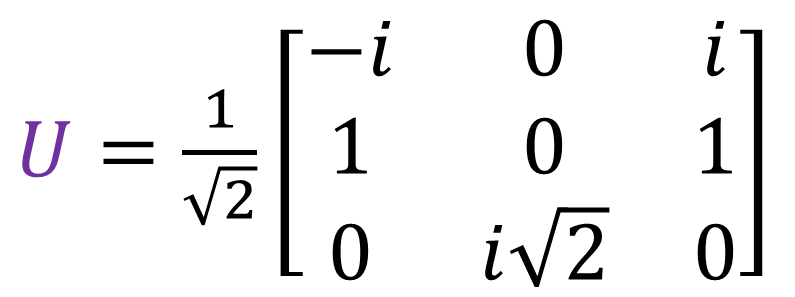 U = 1/√2 [−i 0 i
1 0 1
0 i√2 0]